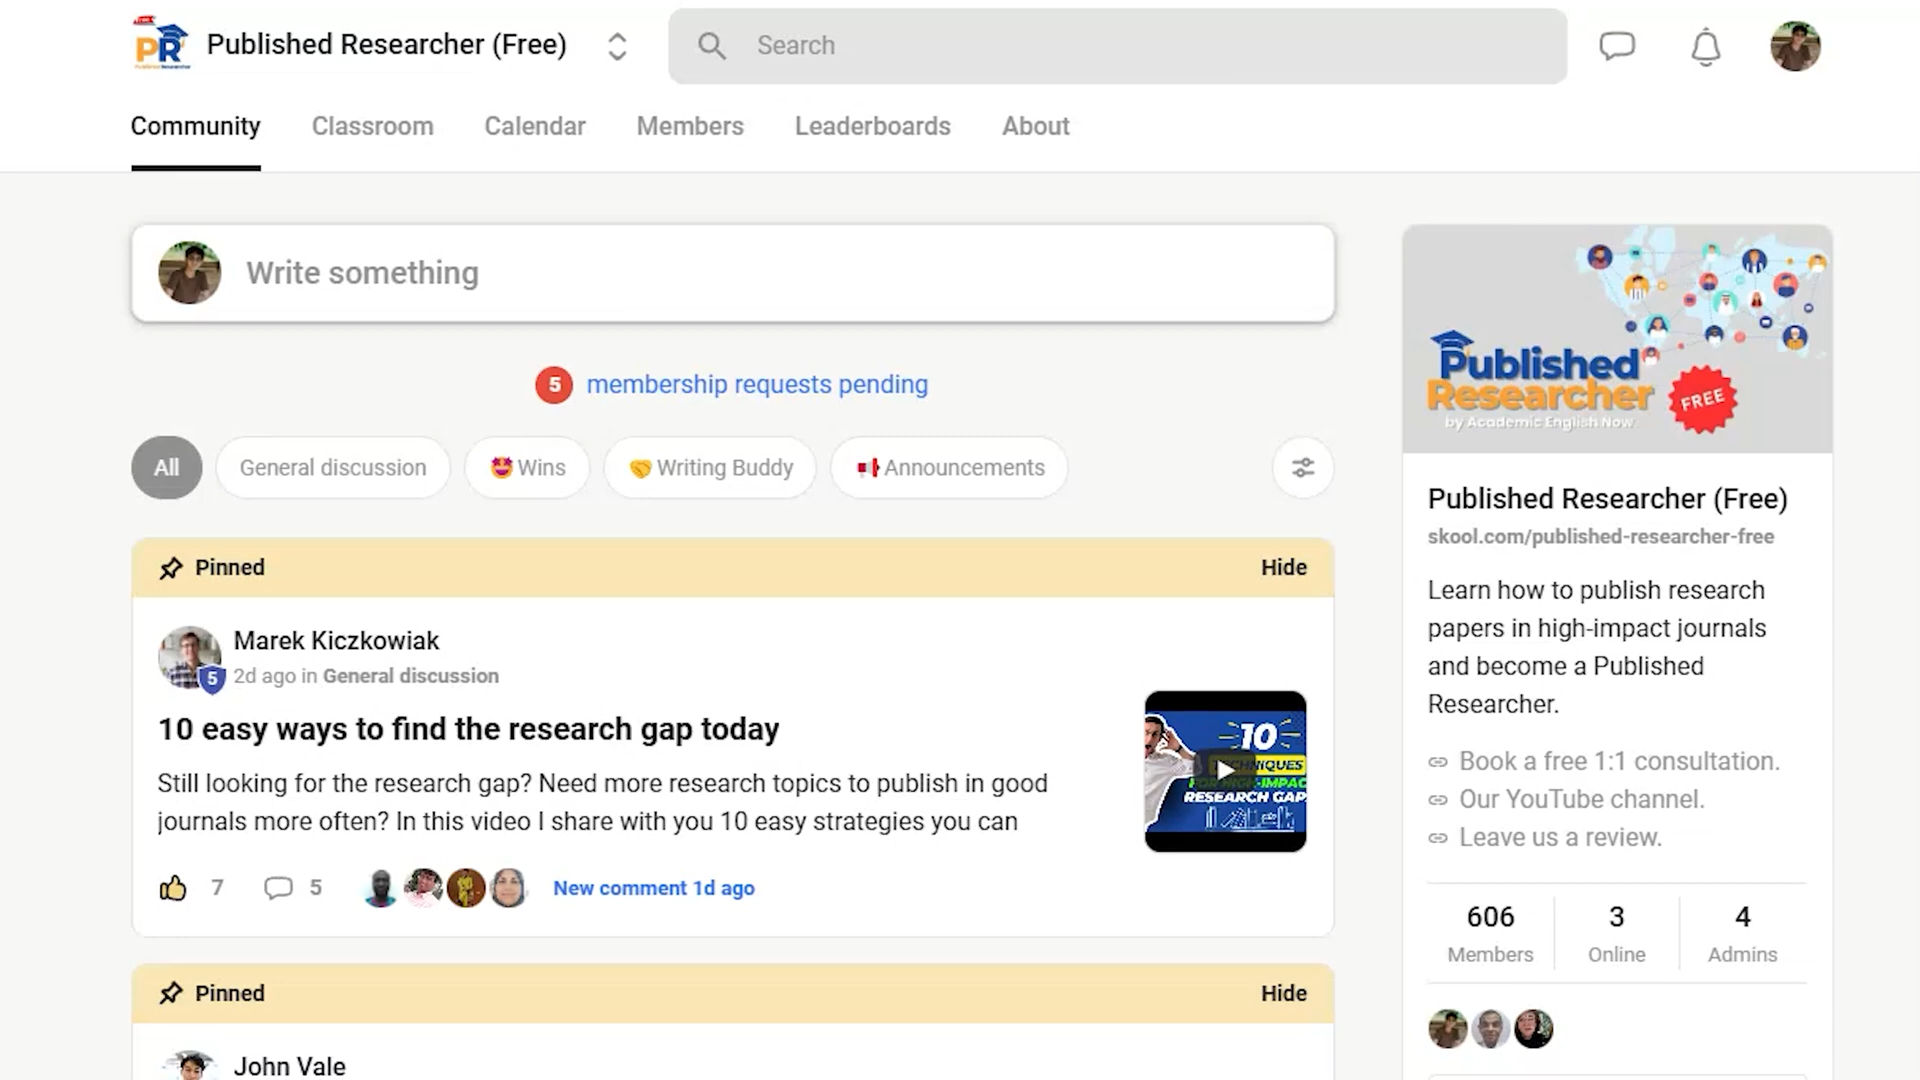 PR
Published Researcher (Free)
Search
Community
Classroom
Calendar
Members
Leaderboards
About
Write something
5 membership requests pending
All
General discussion
Wins
Writing Buddy
Announcements
Pinned
Hide
Marek Kiczkowiak
5
2d ago in General discussion
10 easy ways to find the research gap today
Still looking for the research gap? Need more research topics to publish in good
journals more often? In this video I share with you 10 easy strategies you can
10
RESEARCH GAP
7
5
New comment 1d ago
Pinned
Hide
John Vale
Published
Researcher
FREE
by Academic English Now
Published Researcher (Free)
skool.com/published-researcher-free
Learn how to publish research
papers in high-impact journals
and become a Published
Researcher.
Book a free 1:1 consultation.
Our YouTube channel.
Leave us a review.
606
Members
3
Online
4
Admins